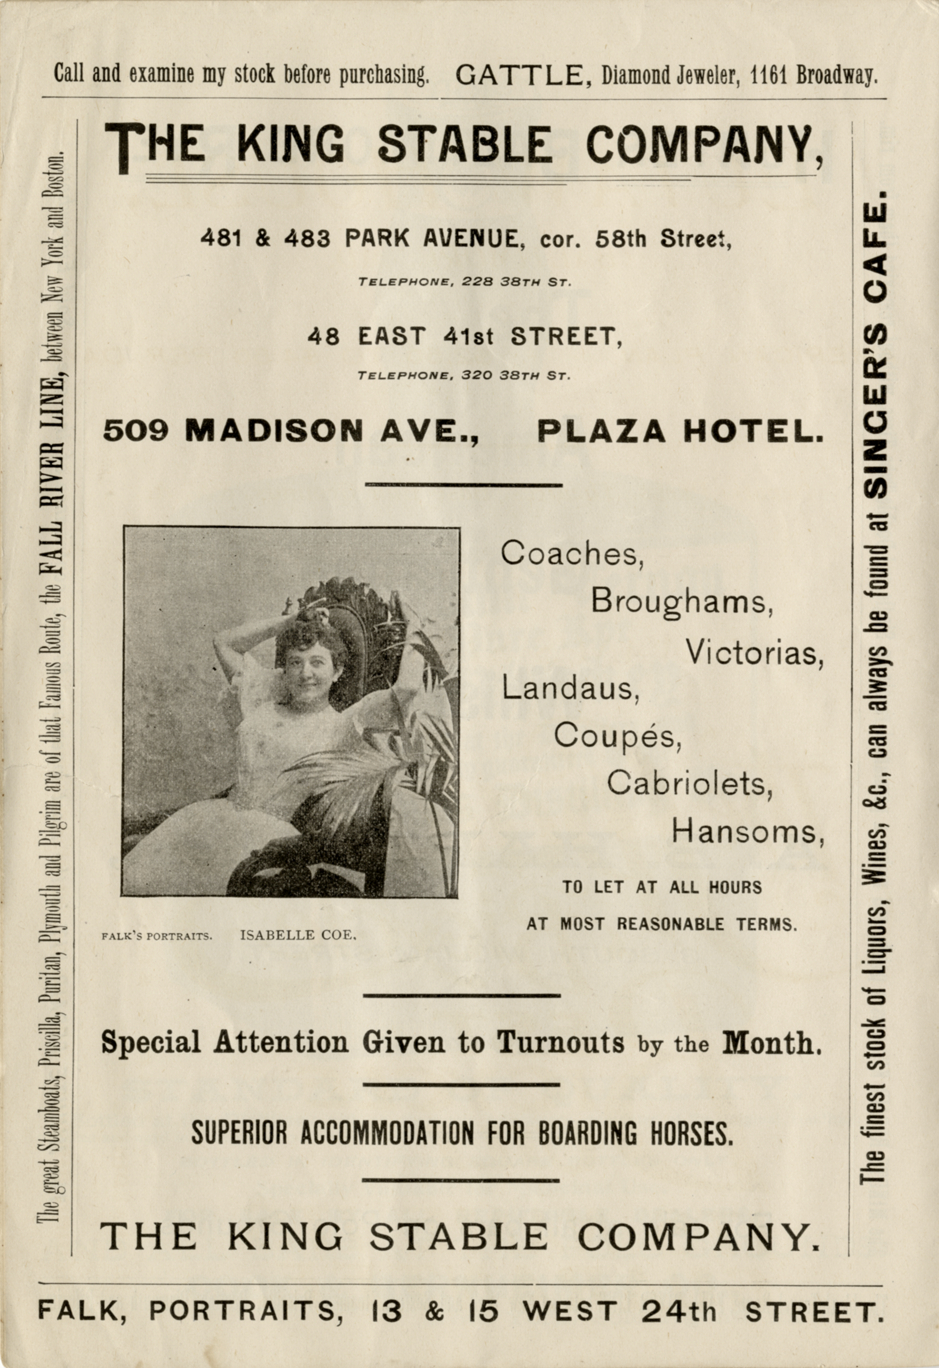 Call and examine my stock before purchasing. GATTLE, Diamond Jeweler, 1161 Broadway.
The great Steamboats, Priscilla, Puritan, Plymouth and Pilgrim are of that Famous Route, the FALL RIVER LINE, between New York and Boston.
THE KING STABLE COMPANY,
481 & 483 PARK AVENUE, cor. 58th Street,
TELEPHONE, 228 38TH ST.
48 EAST 41st STREET,
TELEPHONE, 320 38TH ST.
509 MADISON AVE., PLAZA HOTEL.
Coaches,
Broughams,
Victorias,
Landaus,
Coupés,
Cabriolets,
Hansoms,
TO LET AT ALL HOURS
AT MOST REASONABLE TERMS.
FALK'S PORTRAITS. ISABELLE COE.
Special Attention Given to Turnouts by the Month.
SUPERIOR ACCOMMODATION FOR BOARDING HORSES.
THE KING STABLE COMPANY.
The finest stock of Liquors, Wines, &c., can always be found at SINGER'S CAFE.
FALK, PORTRAITS, 13 & 15 WEST 24th STREET.